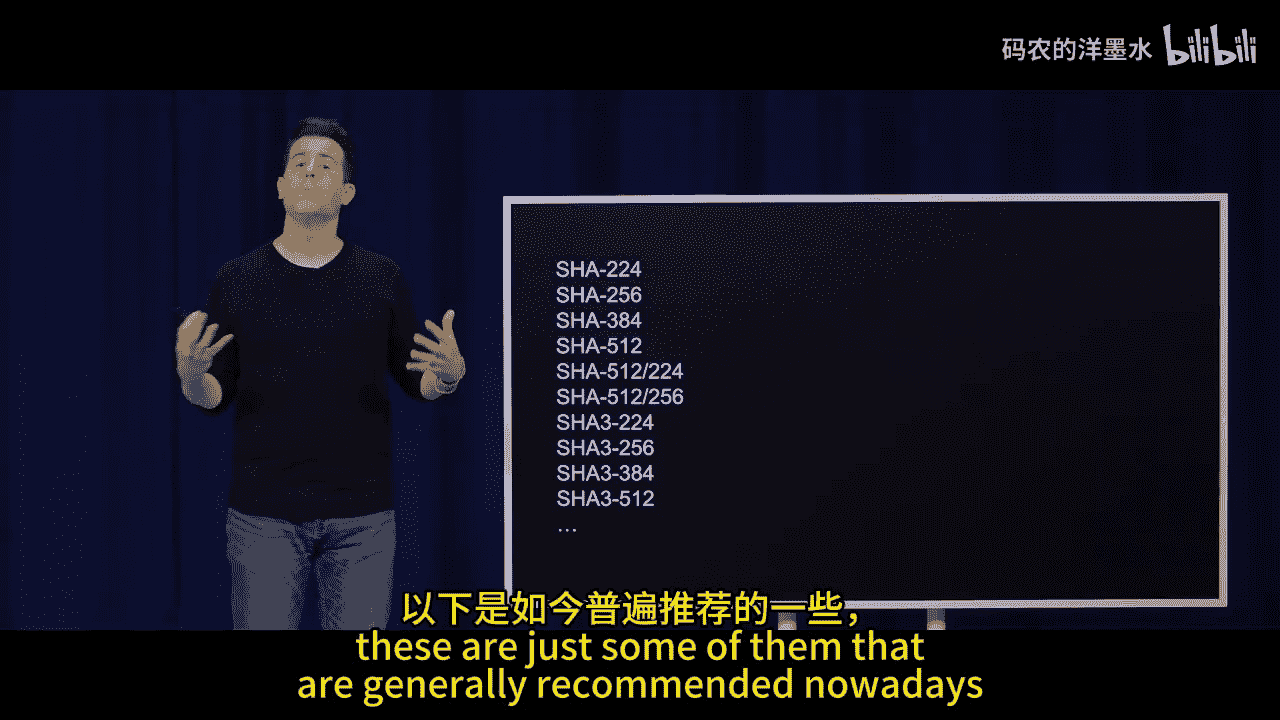 码农的洋墨水 bilibili
SHA-224
SHA-256
SHA-384
SHA-512
SHA-512/224
SHA-512/256
SHA3-224
SHA3-256
SHA3-384
SHA3-512
...
以下是如今普遍推荐的一些，
these are just some of them that
are generally recommended nowadays